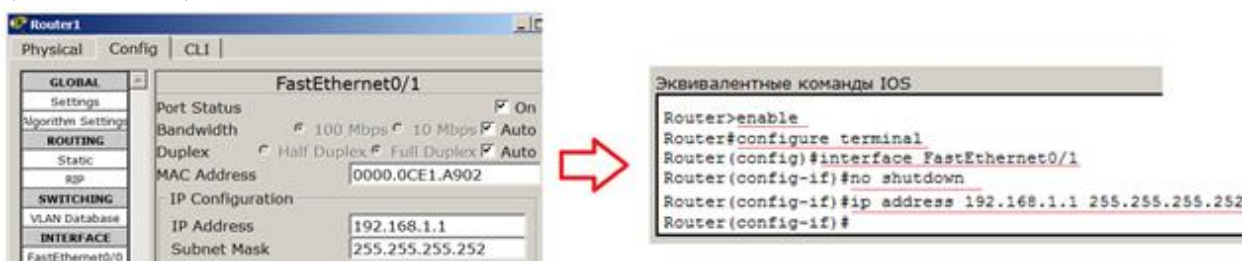 Router1
Physical Config CLI
GLOBAL
Settings
Algorithm Settings
ROUTING
Static
RIP
SWITCHING
VLAN Database
INTERFACE
FastEthernet0/0
FastEthernet0/1
Port Status On
Bandwidth 100 Mbps 10 Mbps Auto
Duplex Half Duplex Full Duplex Auto
MAC Address 0000.0CE1.A902
IP Configuration
IP Address 192.168.1.1
Subnet Mask 255.255.255.252
Эквивалентные команды IOS
Router>enable
Router#configure terminal
Router(config)#interface FastEthernet0/1
Router(config-if)#no shutdown
Router(config-if)#ip address 192.168.1.1 255.255.255.252
Router(config-if)#